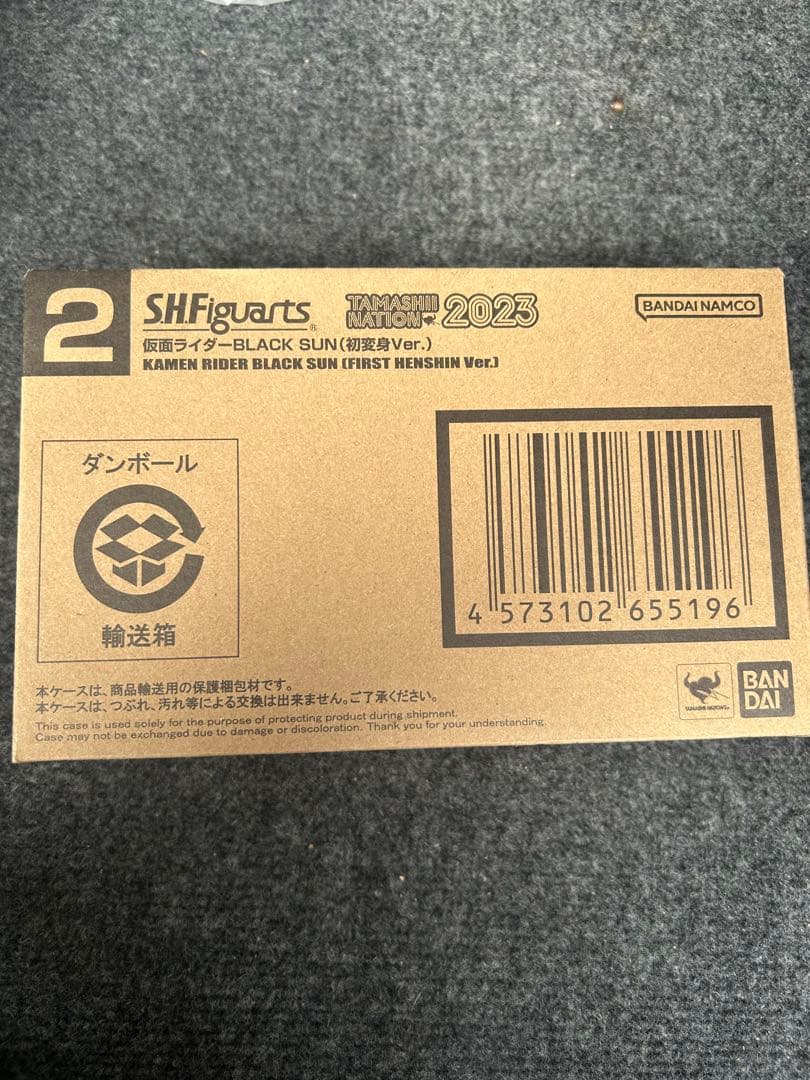 2
S.H.Figuarts ®
TAMASHII NATION 2023
BANDAI NAMCO
仮面ライダーBLACK SUN(初変身Ver.)
KAMEN RIDER BLACK SUN (FIRST HENSHIN Ver.)
ダンボール
輸送箱
4 573102 655196
本ケースは、商品輸送用の保護梱包材です。
本ケースは、つぶれ、汚れ等による交換は出来ません。ご了承ください。
This case is used solely for the purpose of protecting product during shipment.
Case may not be exchanged due to damage or discoloration. Thank you for your understanding.
TAMASHII NATIONS
BAN
DAI